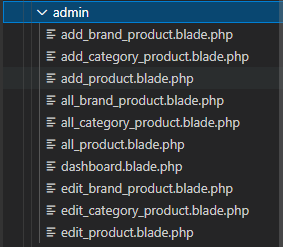 admin
add_brand_product.blade.php
add_category_product.blade.php
add_product.blade.php
all_brand_product.blade.php
all_category_product.blade.php
all_product.blade.php
dashboard.blade.php
edit_brand_product.blade.php
edit_category_product.blade.php
edit_product.blade.php